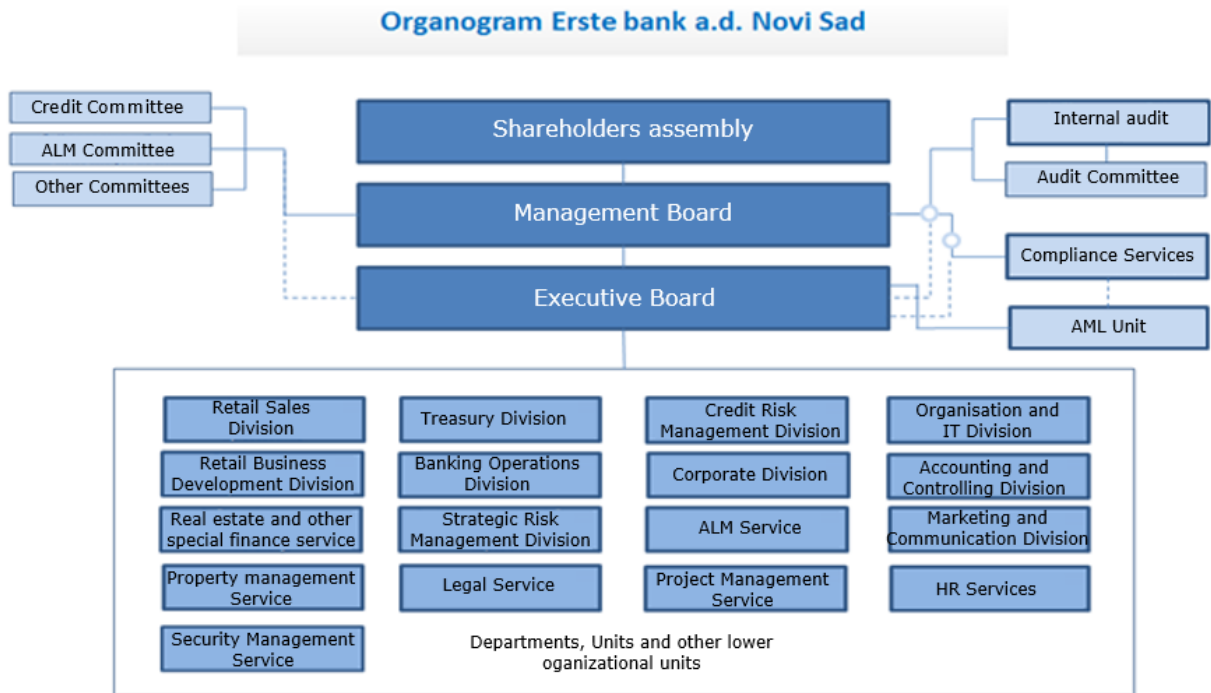 Organogram Erste bank a.d. Novi Sad
Credit Committee
ALM Committee
Other Committees
Shareholders assembly
Management Board
Executive Board
Internal audit
Audit Committee
Compliance Services
AML Unit
Retail Sales
Division
Treasury Division
Credit Risk
Management Division
Organisation and
IT Division
Retail Business
Development Division
Banking Operations
Division
Corporate Division
Accounting and
Controlling Division
Real estate and other
special finance service
Strategic Risk
Management Division
ALM Service
Marketing and
Communication Division
Property management
Service
Legal Service
Project Management
Service
HR Services
Security Management
Service
Departments, Units and other lower
oganizational units